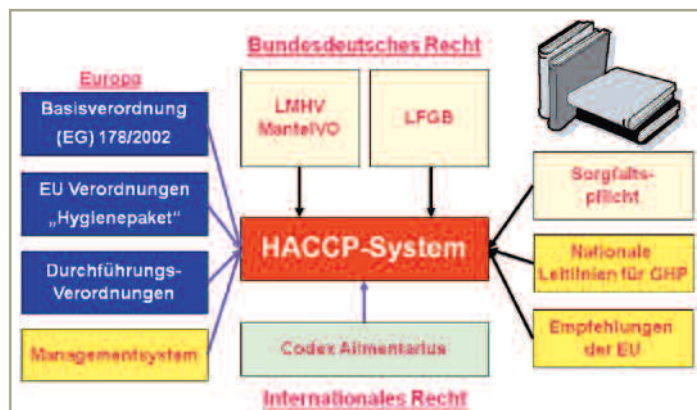 Bundesdeutsches Recht
Europa
Basisverordnung
(EG) 178/2002
EU Verordnungen
„Hygienepaket“
Durchführungs-
Verordnungen
Managementsystem
LMHV
MantelVO
LFGB
HACCP-System
Codex Alimentarius
Internationales Recht
Sorgfalts-
pflicht
Nationale
Leitlinien für GHP
Empfehlungen
der EU